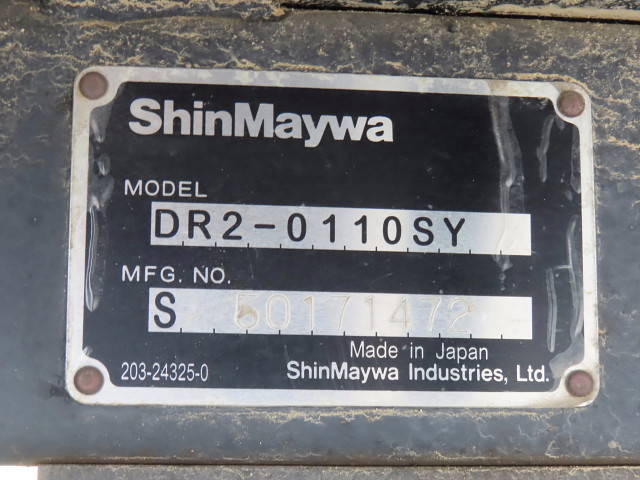 ShinMaywa
MODEL
DR2-0110SY
MFG. NO.
S 50171472
Made in Japan
203-24325-0
ShinMaywa Industries, Ltd.